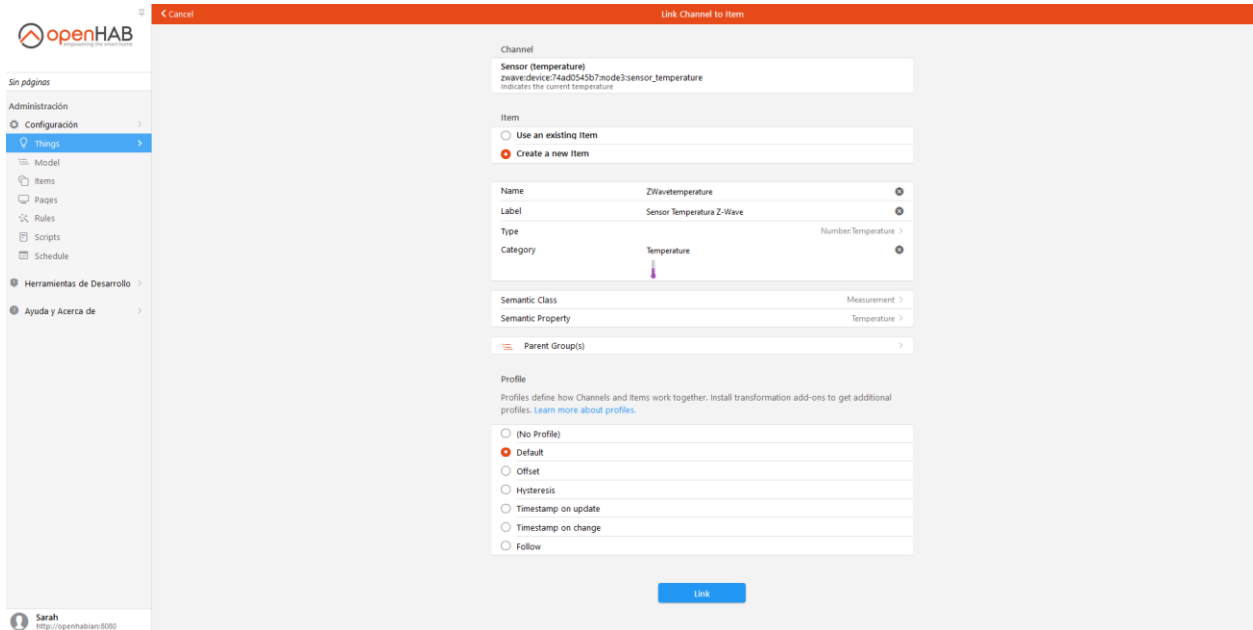 openHAB
empowering the smart home
Sin páginas
Administración
Configuración
Things
Model
Items
Pages
Rules
Scripts
Schedule
Herramientas de Desarrollo
Ayuda y Acerca de
Sarah
http://openhabian:8080
Cancel
Link Channel to Item
Channel
Sensor (temperature)
zwave:device:74ad0545b7:node3:sensor_temperature
Indicates the current temperature
Item
Use an existing Item
Create a new Item
Name ZWavetemperature
Label Sensor Temperatura Z-Wave
Type Number:Temperature
Category Temperature
Semantic Class Measurement
Semantic Property Temperature
Parent Group(s)
Profile
Profiles define how Channels and Items work together. Install transformation add-ons to get additional
profiles. Learn more about profiles.
(No Profile)
Default
Offset
Hysteresis
Timestamp on update
Timestamp on change
Follow
Link